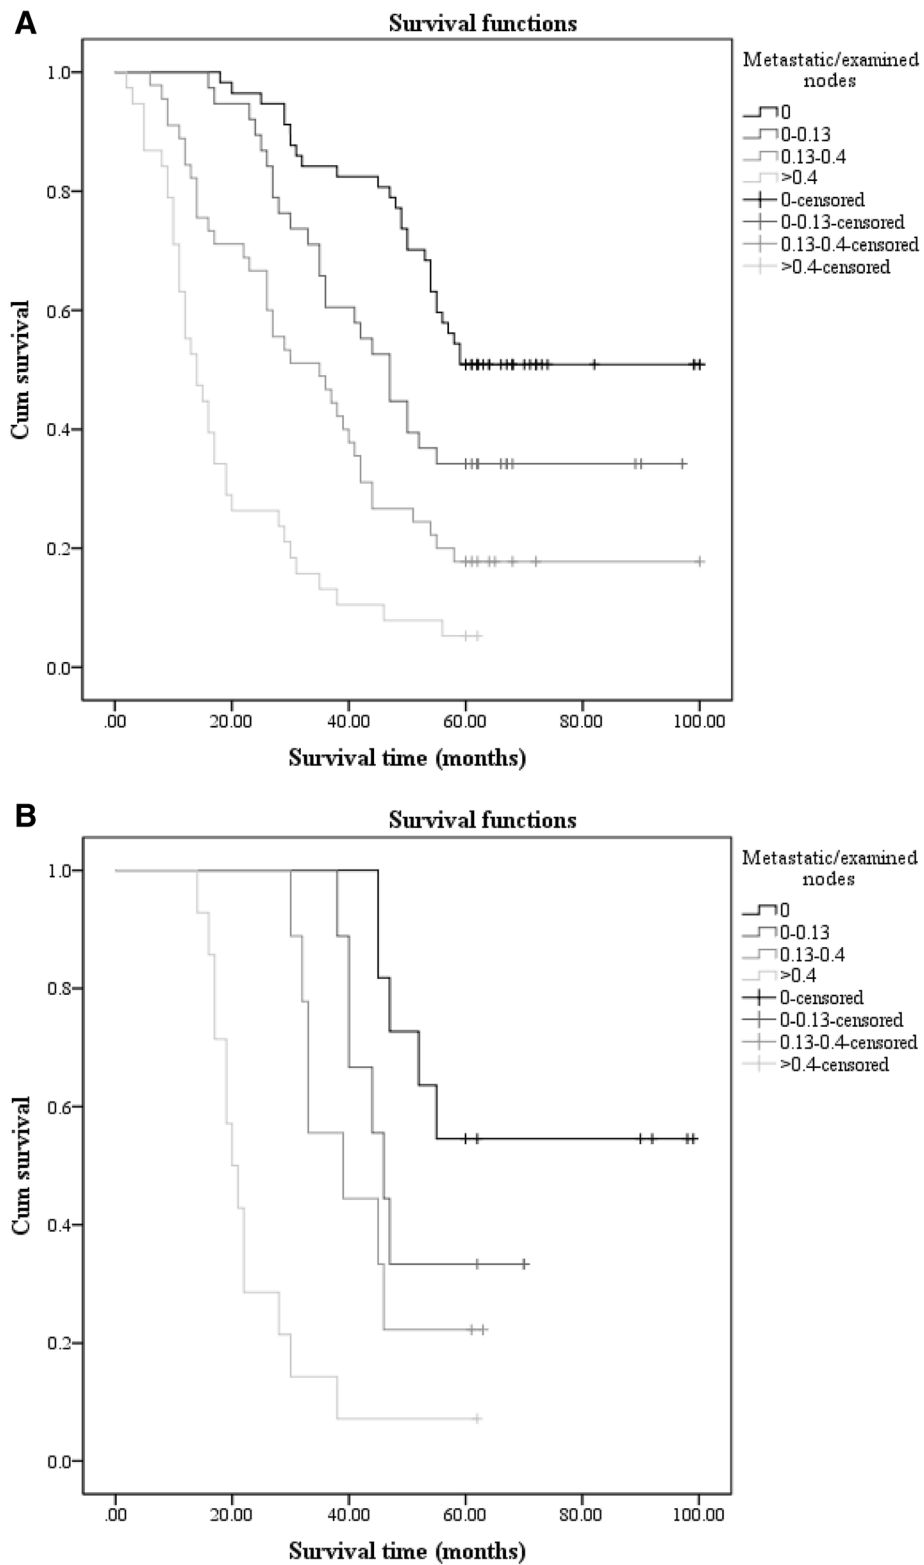 A
Survival functions
Metastatic/examined
nodes
0
0-0.13
0.13-0.4
>0.4
0-censored
0-0.13-censored
0.13-0.4-censored
>0.4-censored
Cum survival
1.0
0.8
0.6
0.4
0.2
0.0
.00 20.00 40.00 60.00 80.00 100.00
Survival time (months)
B
Survival functions
Metastatic/examined
nodes
0
0-0.13
0.13-0.4
>0.4
0-censored
0-0.13-censored
0.13-0.4-censored
>0.4-censored
Cum survival
1.0
0.8
0.6
0.4
0.2
0.0
.00 20.00 40.00 60.00 80.00 100.00
Survival time (months)